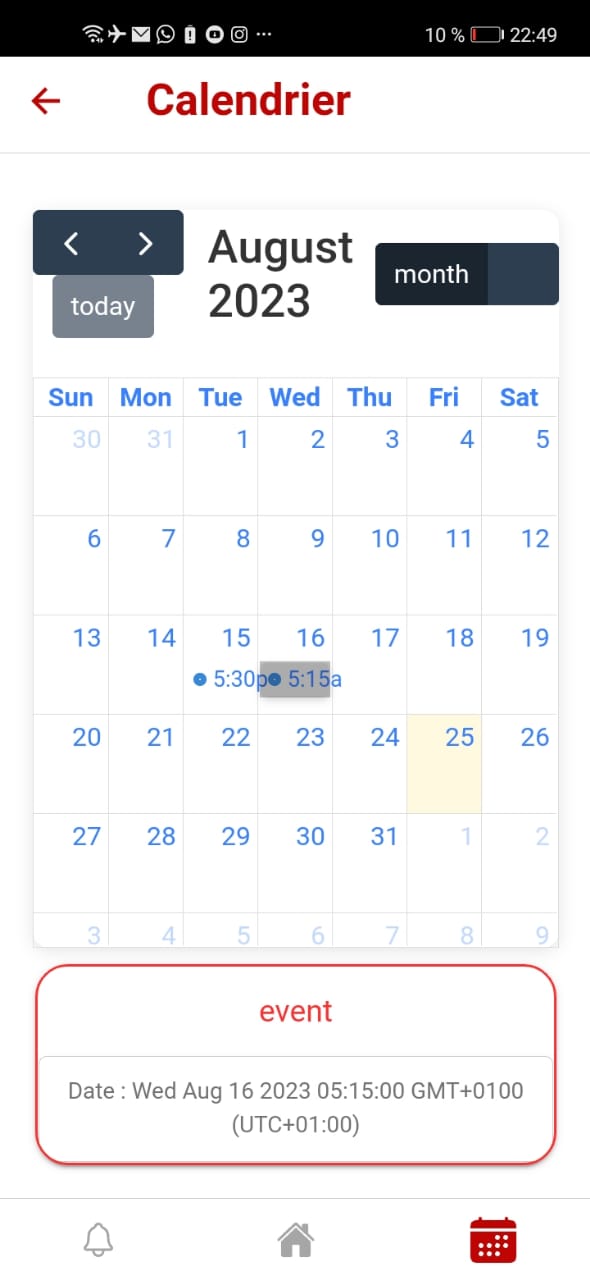 10 % 22:49
Calendrier
today
August
2023
month
Sun Mon Tue Wed Thu Fri Sat
30 31 1 2 3 4 5
6 7 8 9 10 11 12
13 14 15 16 17 18 19
5:30p 5:15a
20 21 22 23 24 25 26
27 28 29 30 31 1 2
3 4 5 6 7 8 9
event
Date : Wed Aug 16 2023 05:15:00 GMT+0100
(UTC+01:00)